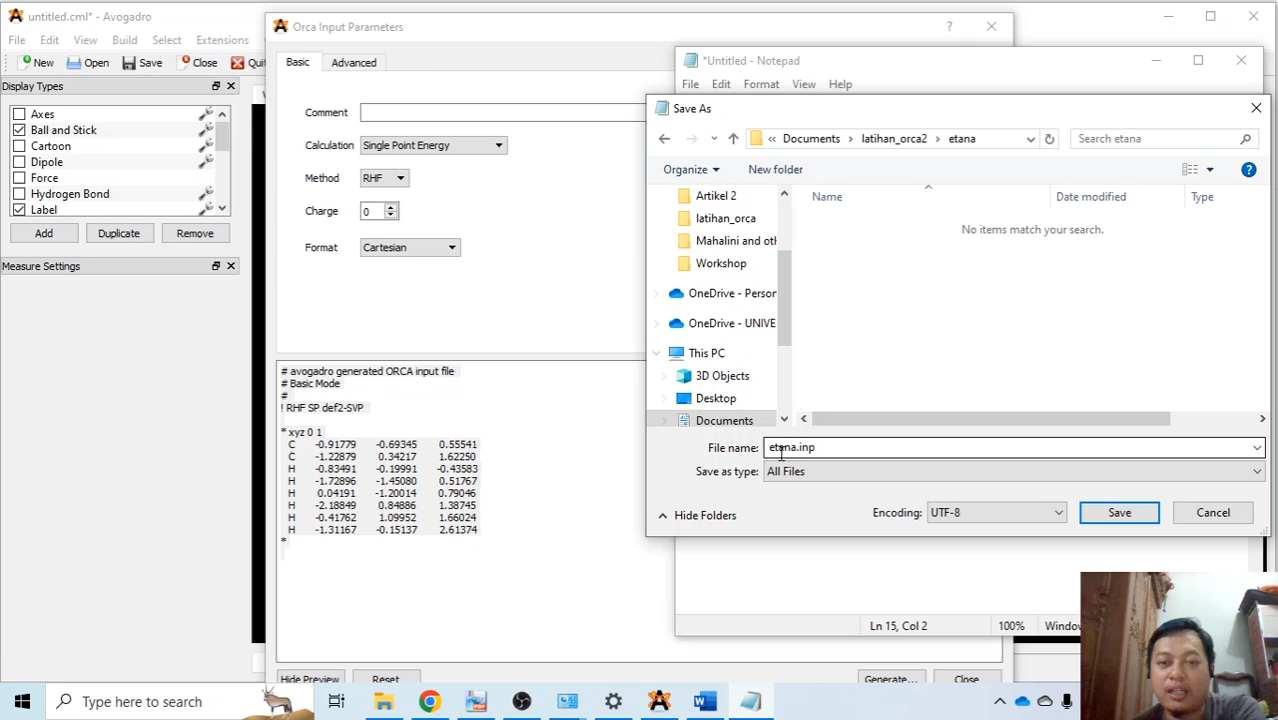 untitled.cml* - Avogadro
File Edit View Build Select Extensions
New Open Save Close Quit
Display Types
Axes
Ball and Stick
Cartoon
Dipole
Force
Hydrogen Bond
Label
Add Duplicate Remove
Measure Settings
Orca Input Parameters
?
Basic Advanced
Comment
Calculation Single Point Energy
Method RHF
Charge 0
Format Cartesian
# avogadro generated ORCA input file
# Basic Mode
#
! RHF SP def2-SVP
* xyz 0 1
C -0.91779 -0.69345 0.55541
C -1.22879 0.34217 1.62250
H -0.83491 -0.19991 -0.43583
H -1.72896 -1.45080 0.51767
H 0.04191 -1.20014 0.79046
H -2.18849 0.84886 1.38745
H -0.41762 1.09952 1.66024
H -1.31167 -0.15137 2.61374
*
Hide Preview Reset Generate... Close
*Untitled - Notepad
File Edit Format View Help
Save As
« Documents › latihan_orca2 › etana
Search etana
Organize New folder
?
Artikel 2
latihan_orca
Mahalini and oth
Workshop
OneDrive - Person
OneDrive - UNIVE
This PC
3D Objects
Desktop
Documents
Name Date modified Type
No items match your search.
File name: etana.inp
Save as type: All Files
Hide Folders
Encoding: UTF-8
Save Cancel
Ln 15, Col 2 100% Windo
Type here to search